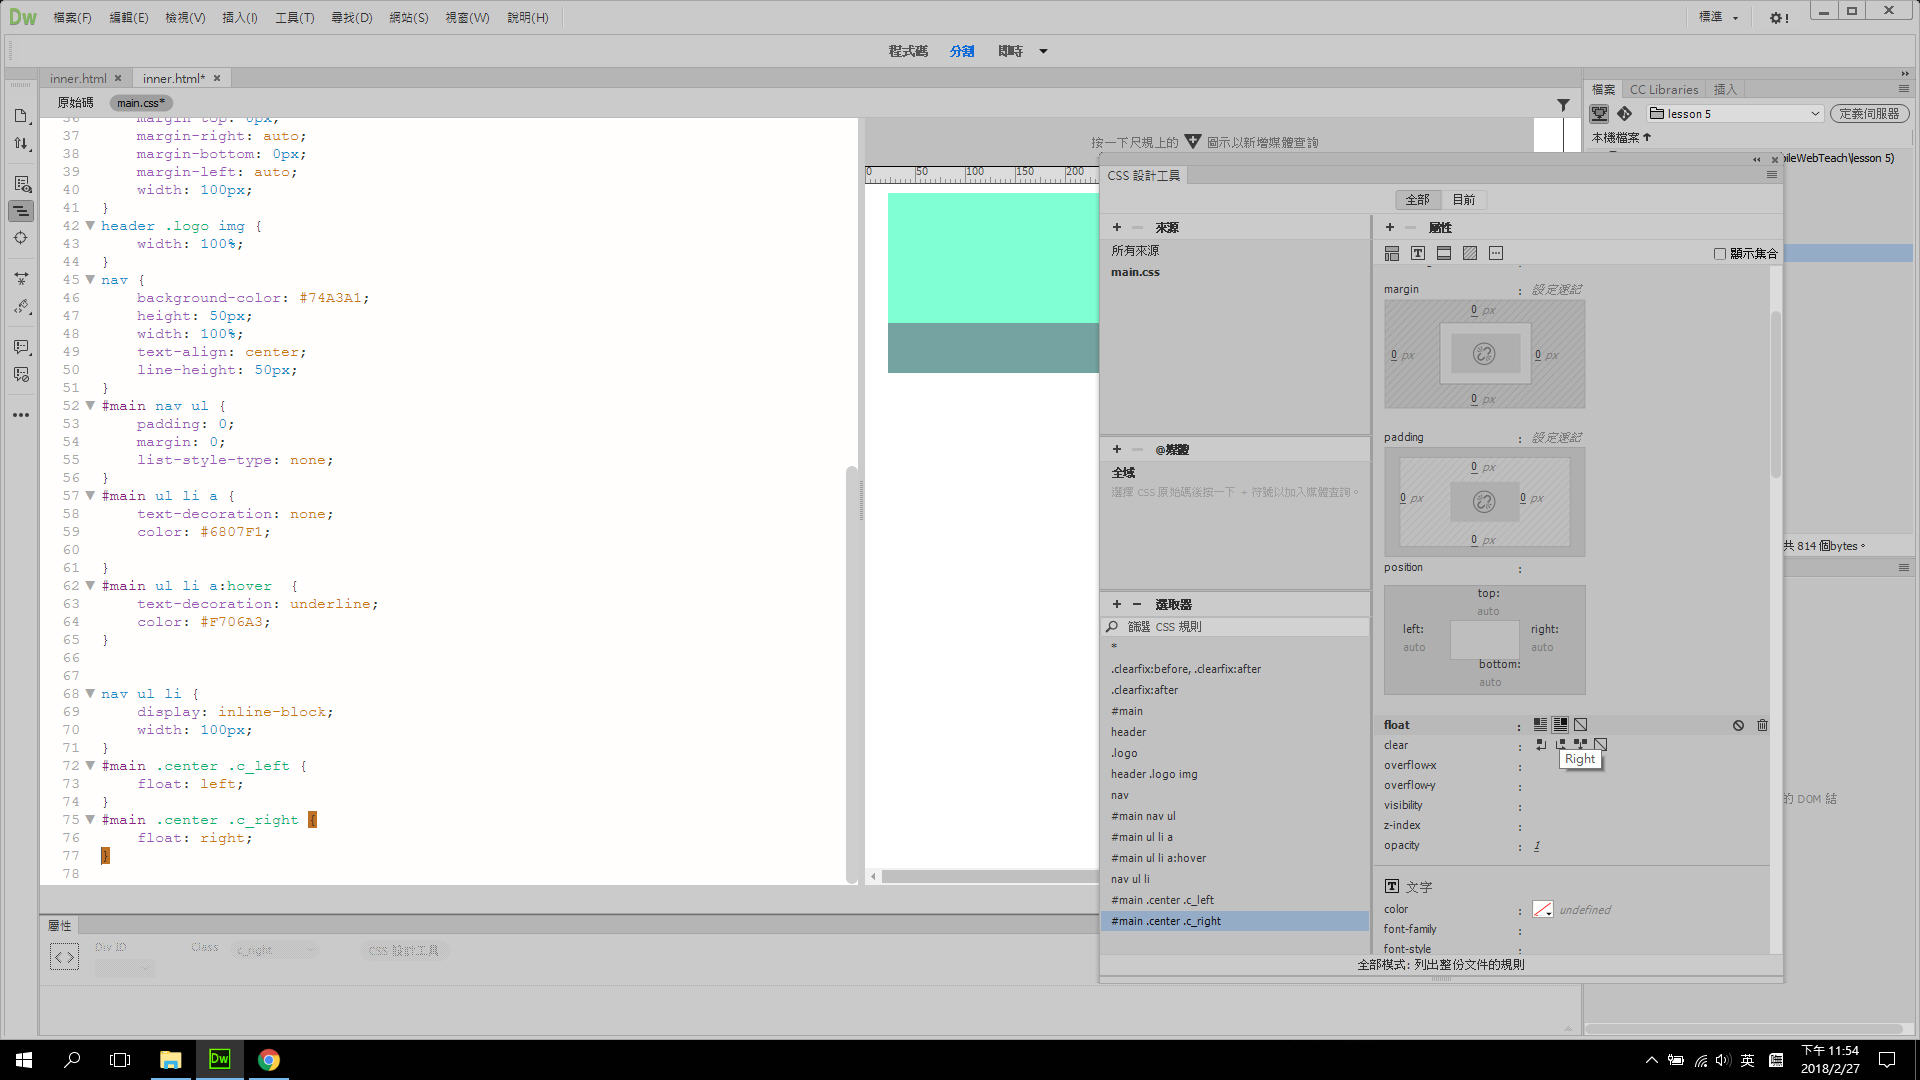 Dw 檔案(F) 編輯(E) 檢視(V) 插入(I) 工具(T) 尋找(D) 網站(S) 視窗(W) 說明(H) 標準
程式碼 分割 即時
inner.html inner.html*
原始碼 main.css*
36 margin-top: 0px;
37 margin-right: auto;
38 margin-bottom: 0px;
39 margin-left: auto;
40 width: 100px;
41 }
42 header .logo img {
43 width: 100%;
44 }
45 nav {
46 background-color: #74A3A1;
47 height: 50px;
48 width: 100%;
49 text-align: center;
50 line-height: 50px;
51 }
52 #main nav ul {
53 padding: 0;
54 margin: 0;
55 list-style-type: none;
56 }
57 #main ul li a {
58 text-decoration: none;
59 color: #6807F1;
60
61 }
62 #main ul li a:hover  {
63 text-decoration: underline;
64 color: #F706A3;
65 }
66
67
68 nav ul li {
69 display: inline-block;
70 width: 100px;
71 }
72 #main .center .c_left {
73 float: left;
74 }
75 #main .center .c_right {
76 float: right;
77 }
78
按一下尺規上的 圖示以新增媒體查詢
0 50 100 150 200
CSS 設計工具
全部 目前
+ − 來源
所有來源
main.css
+ − @媒體
全域
選擇 CSS 原始碼後按一下 + 符號以加入媒體查詢。
+ − 選取器
篩選 CSS 規則
*
.clearfix:before, .clearfix:after
.clearfix:after
#main
header
.logo
header .logo img
nav
#main nav ul
#main ul li a
#main ul li a:hover
nav ul li
#main .center .c_left
#main .center .c_right
+ − 屬性
顯示集合
margin : 設定速記
0 px
0 px 0 px
0 px
padding : 設定速記
0 px
0 px 0 px
0 px
position :
top:
auto
left: right:
auto auto
bottom:
auto
float :
clear :
Right
overflow-x :
overflow-y :
visibility :
z-index :
opacity : 1
文字
color : undefined
font-family :
font-style :
全部模式: 列出整份文件的規則
檔案 CC Libraries 插入
lesson 5 定義伺服器
本機檔案
bileWebTeach\lesson 5)
共 814 個bytes。
的 DOM 結
屬性
Div ID Class c_right CSS 設計工具
Dw
英
下午 11:54
2018/2/27